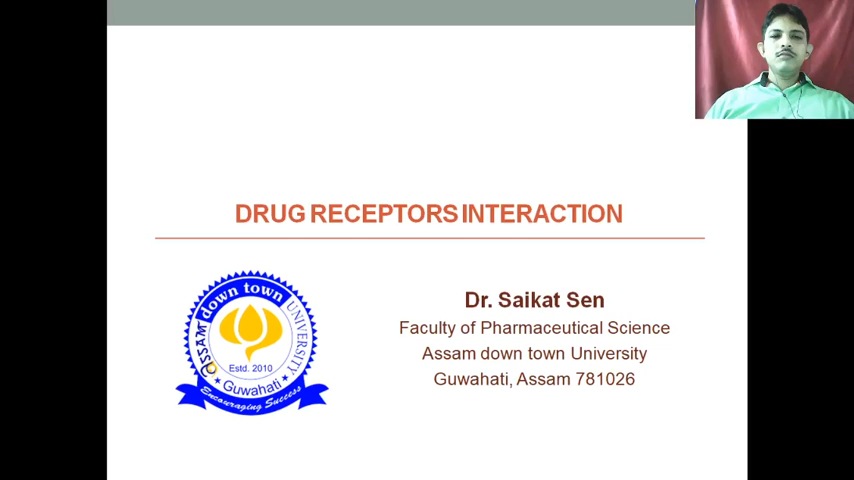 DRUG RECEPTORS INTERACTION
ASSAM down town UNIVERSITY
Estd. 2010
Guwahati
Encouraging Success
Dr. Saikat Sen
Faculty of Pharmaceutical Science
Assam down town University
Guwahati, Assam 781026